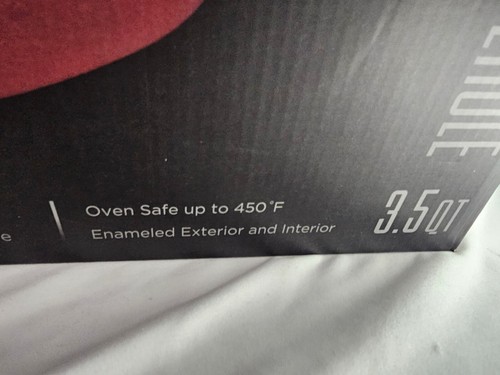 Oven Safe up to 450°F
Enameled Exterior and Interior
3.5QT